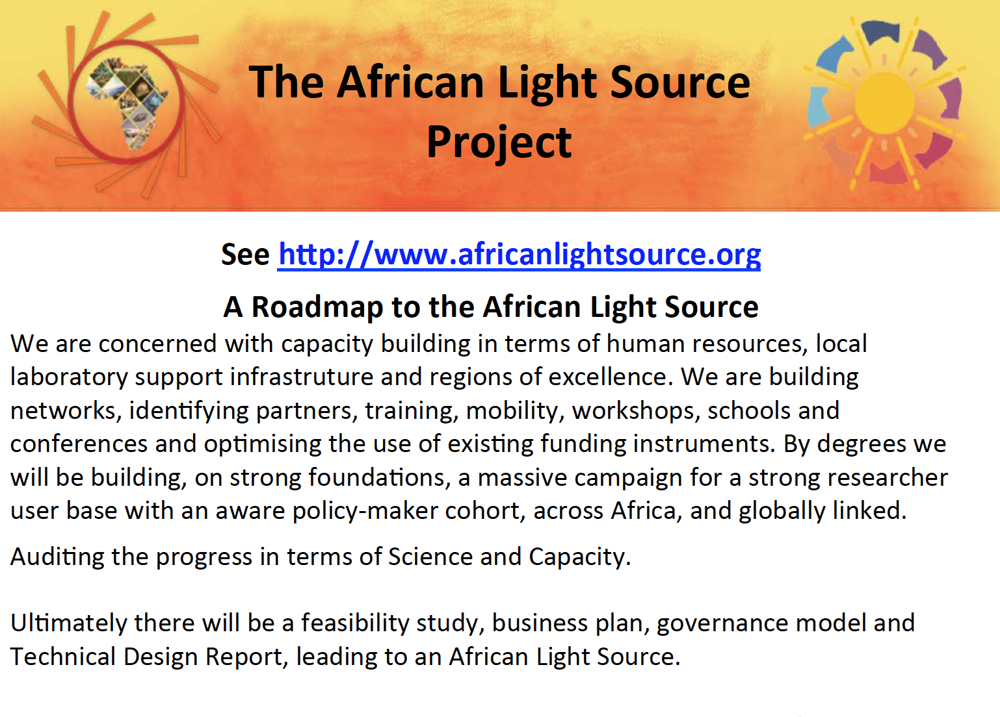 The African Light Source
Project
See http://www.africanlightsource.org
A Roadmap to the African Light Source
We are concerned with capacity building in terms of human resources, local
laboratory support infrastruture and regions of excellence. We are building
networks, identifying partners, training, mobility, workshops, schools and
conferences and optimising the use of existing funding instruments. By degrees we
will be building, on strong foundations, a massive campaign for a strong researcher
user base with an aware policy-maker cohort, across Africa, and globally linked.
Auditing the progress in terms of Science and Capacity.
Ultimately there will be a feasibility study, business plan, governance model and
Technical Design Report, leading to an African Light Source.